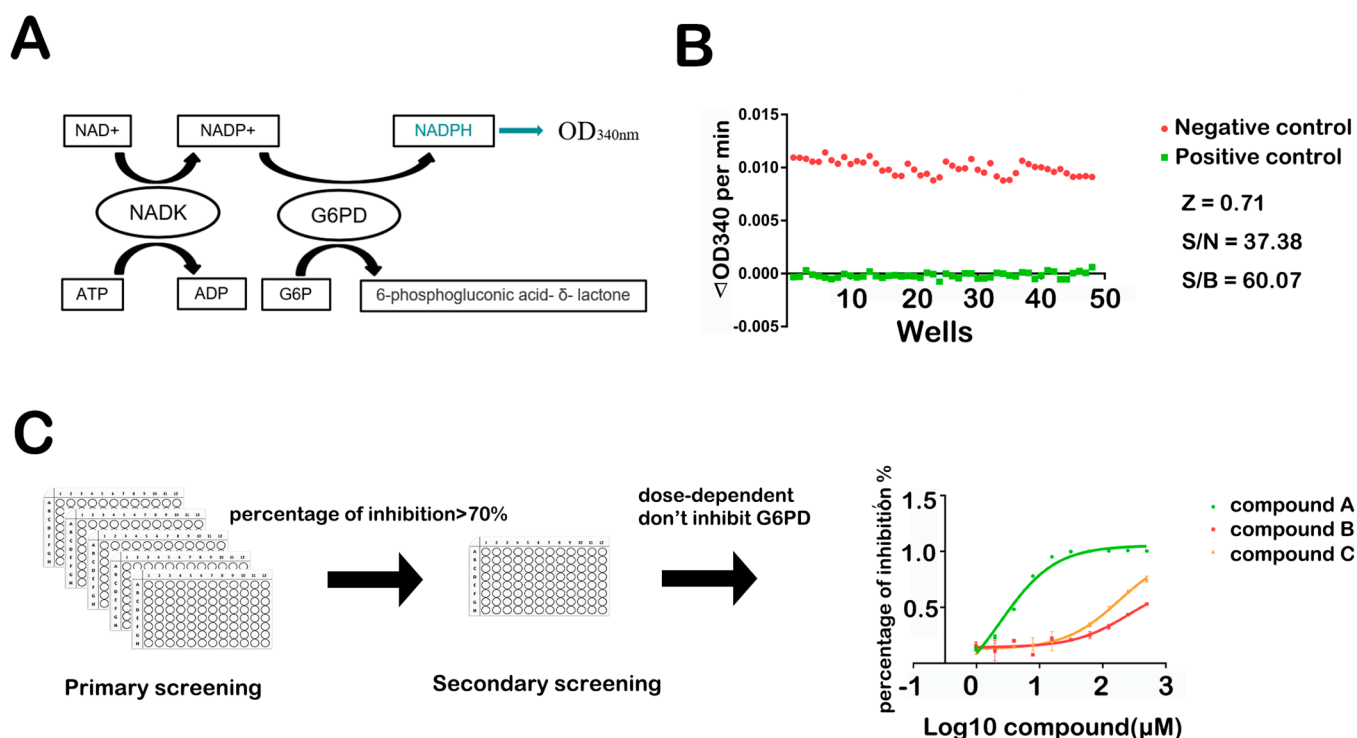 A
NAD+
NADP+
NADPH
OD340nm
NADK
G6PD
ATP
ADP
G6P
6-phosphogluconic acid- δ- lactone
B
∇OD340 per min
0.015
0.010
0.005
0.000
-0.005
10
20
30
40
50
Wells
Negative control
Positive control
Z = 0.71
S/N = 37.38
S/B = 60.07
C
Primary screening
percentage of inhibition>70%
Secondary screening
dose-dependent
don’t inhibit G6PD
percentage of inhibition %
1.5
1.0
0.5
-1
0
1
2
3
Log10 compound(μM)
compound A
compound B
compound C